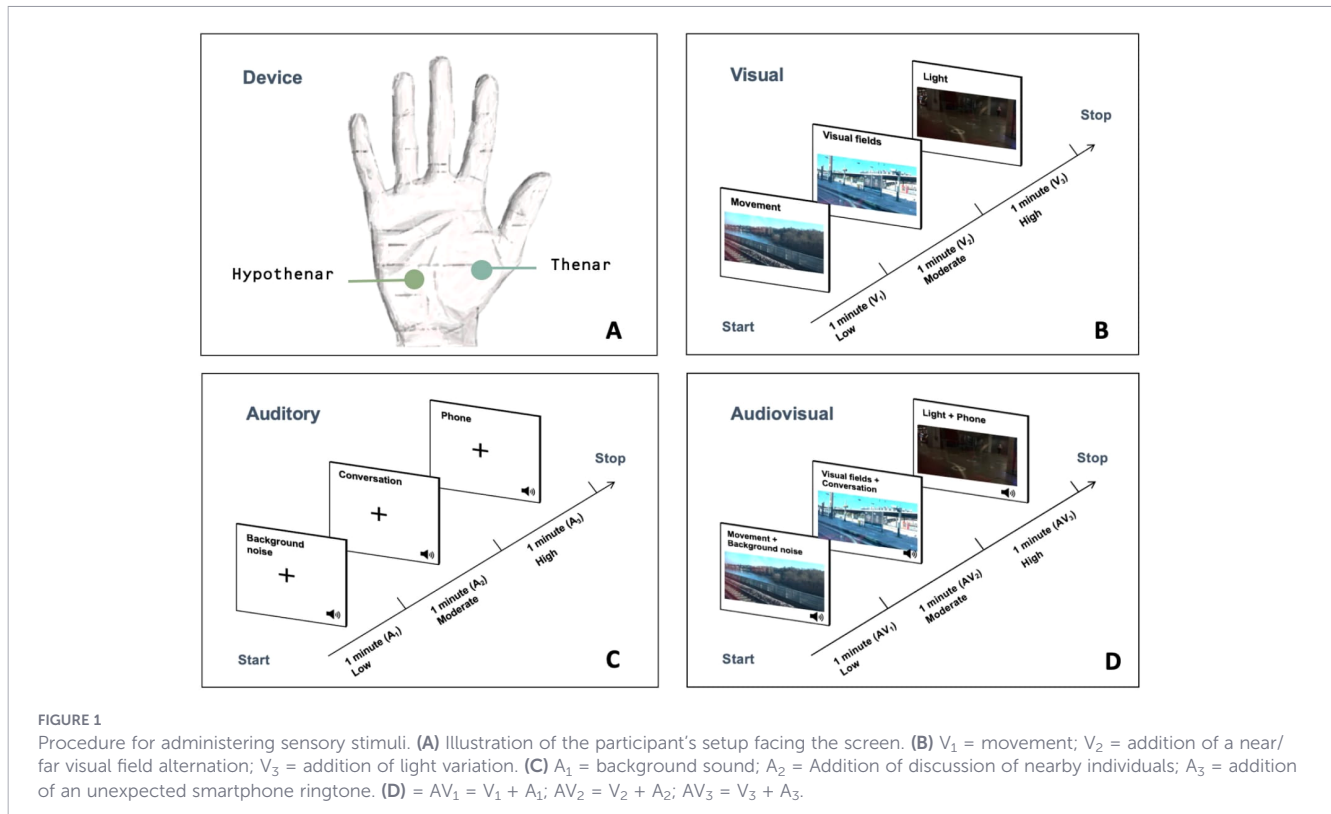 Device
Hypothenar
Thenar
A
Visual
Light
Stop
Visual fields
Movement
1 minute (V₃)
High
1 minute (V₂)
Moderate
1 minute (V₁)
Low
Start
B
Auditory
Phone
Stop
Conversation
Background
noise
1 minute (A₃)
High
1 minute (A₂)
Moderate
1 minute (A₁)
Low
Start
C
Audiovisual
Light + Phone
Stop
Visual fields +
Conversation
Movement +
Background noise
1 minute (AV₃)
High
1 minute (AV₂)
Moderate
1 minute (AV₁)
Low
Start
D
FIGURE 1
Procedure for administering sensory stimuli. (A) Illustration of the participant's setup facing the screen. (B) V₁ = movement; V₂ = addition of a near/
far visual field alternation; V₃ = addition of light variation. (C) A₁ = background sound; A₂ = Addition of discussion of nearby individuals; A₃ = addition
of an unexpected smartphone ringtone. (D) = AV₁ = V₁ + A₁; AV₂ = V₂ + A₂; AV₃ = V₃ + A₃.